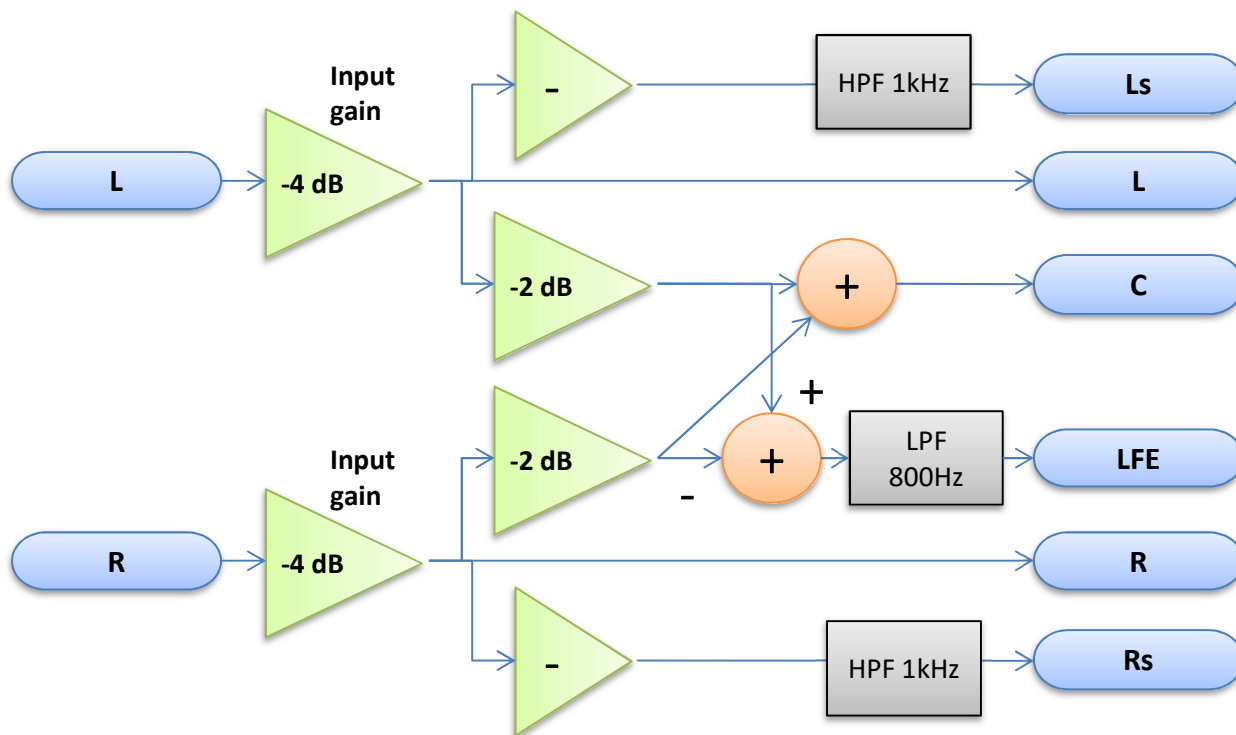 Input
gain
-
HPF 1kHz
Ls
L
-4 dB
L
-2 dB
+
C
+
Input
gain
-2 dB
-
+
LPF
800Hz
LFE
R
-4 dB
R
-
HPF 1kHz
Rs